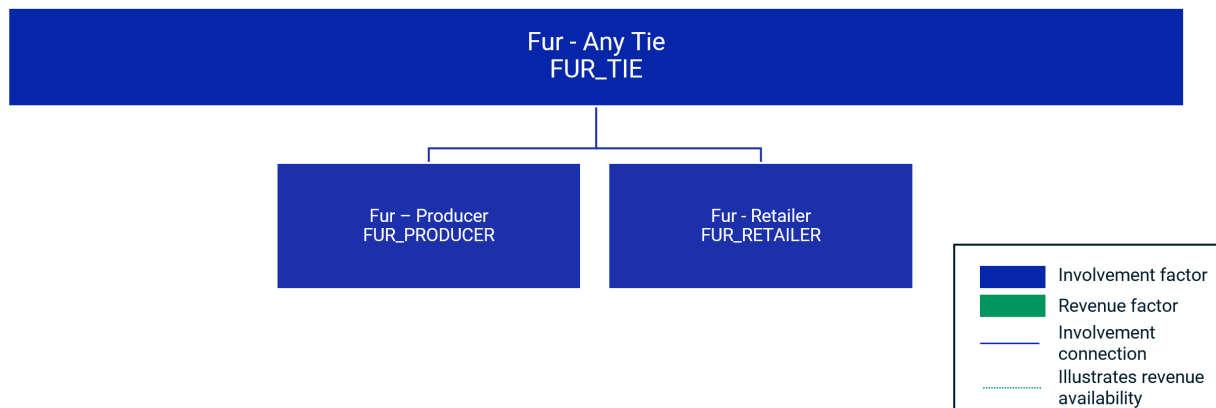 Fur - Any Tie
FUR_TIE
Fur – Producer
FUR_PRODUCER
Fur - Retailer
FUR_RETAILER
Involvement factor
Revenue factor
Involvement
connection
Illustrates revenue
availability